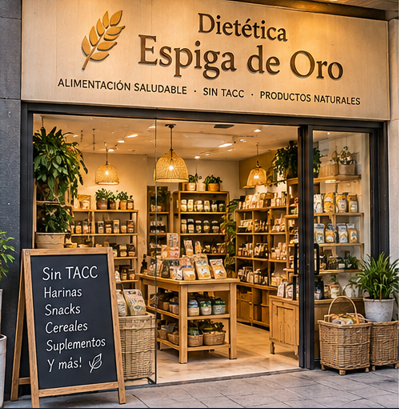 Dietética
Espiga de Oro
ALIMENTACIÓN SALUDABLE · SIN TACC · PRODUCTOS NATURALES
Sin TACC
Harinas
Snacks
Cereales
Suplementos
Y más!